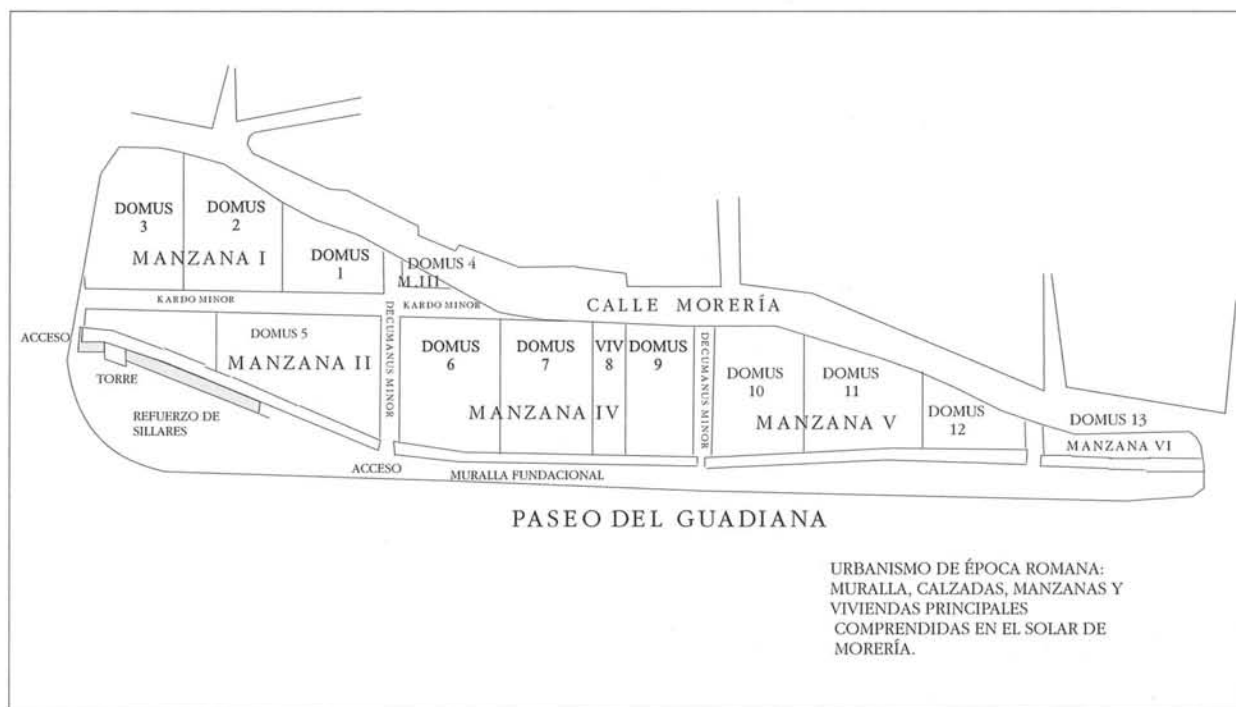 DOMUS
3
DOMUS
2
DOMUS
1
MANZANA I
DOMUS 4
M.III
KARDO MINOR
KARDO MINOR
CALLE MORERÍA
ACCESO
DOMUS 5
MANZANA II
DECUMANUS MINOR
DOMUS
6
DOMUS
7
VIV
8
DOMUS
9
MANZANA IV
DECUMANUS MINOR
DOMUS
10
DOMUS
11
DOMUS
12
MANZANA V
DOMUS 13
MANZANA VI
TORRE
REFUERZO DE
SILLARES
ACCESO
MURALLA FUNDACIONAL
PASEO DEL GUADIANA
URBANISMO DE ÉPOCA ROMANA:
MURALLA, CALZADAS, MANZANAS Y
VIVIENDAS PRINCIPALES
COMPRENDIDAS EN EL SOLAR DE
MORERÍA.